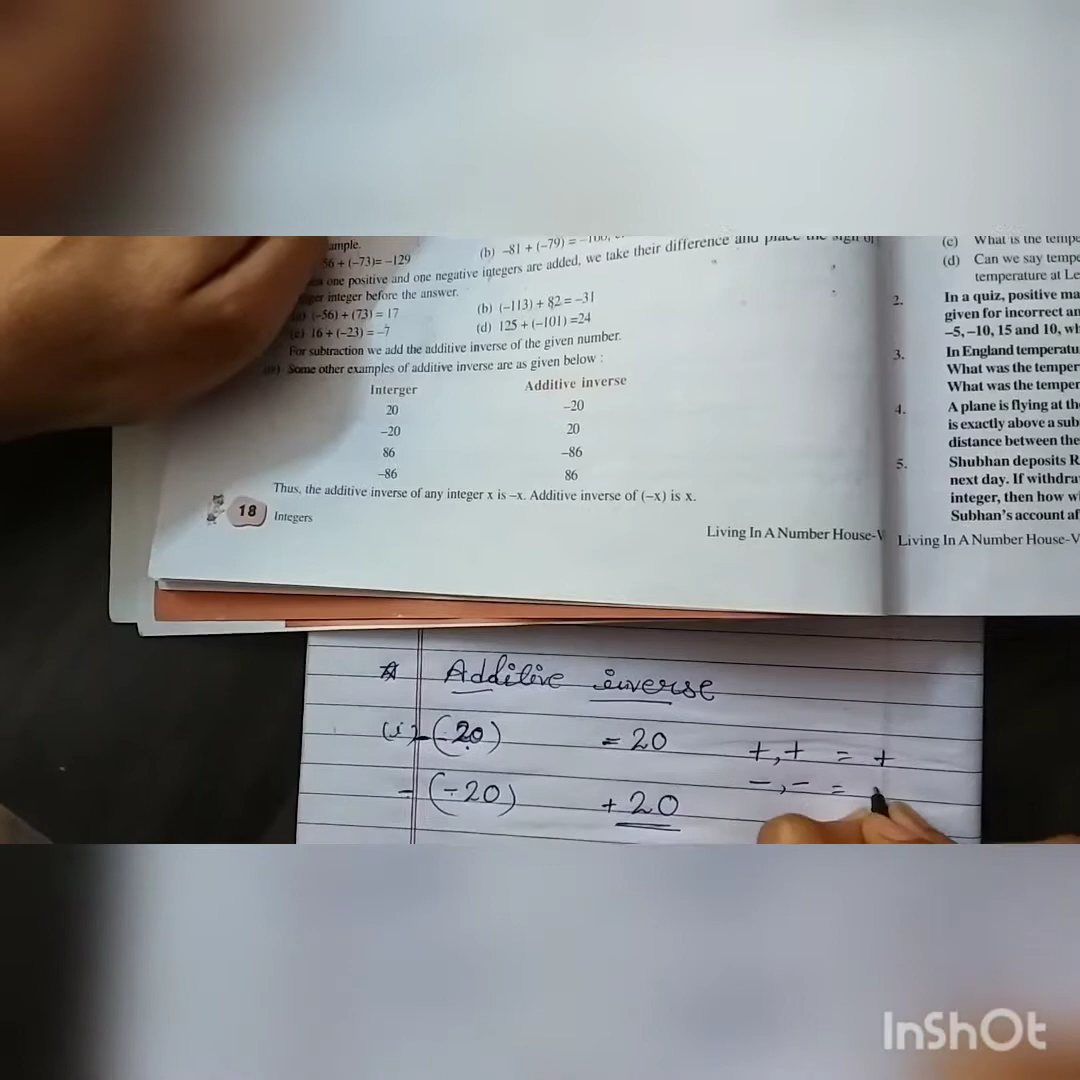 ample.
56 + (−73)= −129
(b) −81 + (−79) =
one positive and one negative integers are added, we take their difference and place the sign of
integer before the answer.
(−56) + (73) = 17
(b) (−113) + 82 = −31
(c) 16 + (−23) = −7
(d) 125 + (−101) =24
For subtraction we add the additive inverse of the given number.
Some other examples of additive inverse are as given below :
Interger Additive inverse
20 −20
−20 20
86 −86
−86 86
Thus, the additive inverse of any integer x is −x. Additive inverse of (−x) is x.
18 Integers
Living In A Number House-V
(c) What is the tempe
(d) Can we say tempe
temperature at Le
2. In a quiz, positive ma
given for incorrect an
−5, −10, 15 and 10, wh
3. In England temperatu
What was the temper
What was the temper
4. A plane is flying at th
is exactly above a sub
distance between the
5. Shubhan deposits R
next day. If withdra
integer, then how w
Subhan's account af
Living In A Number House-V
Additive inverse
(i) -(20) = 20
-(-20) + 20
+,+ = +
-,- =
InShOt